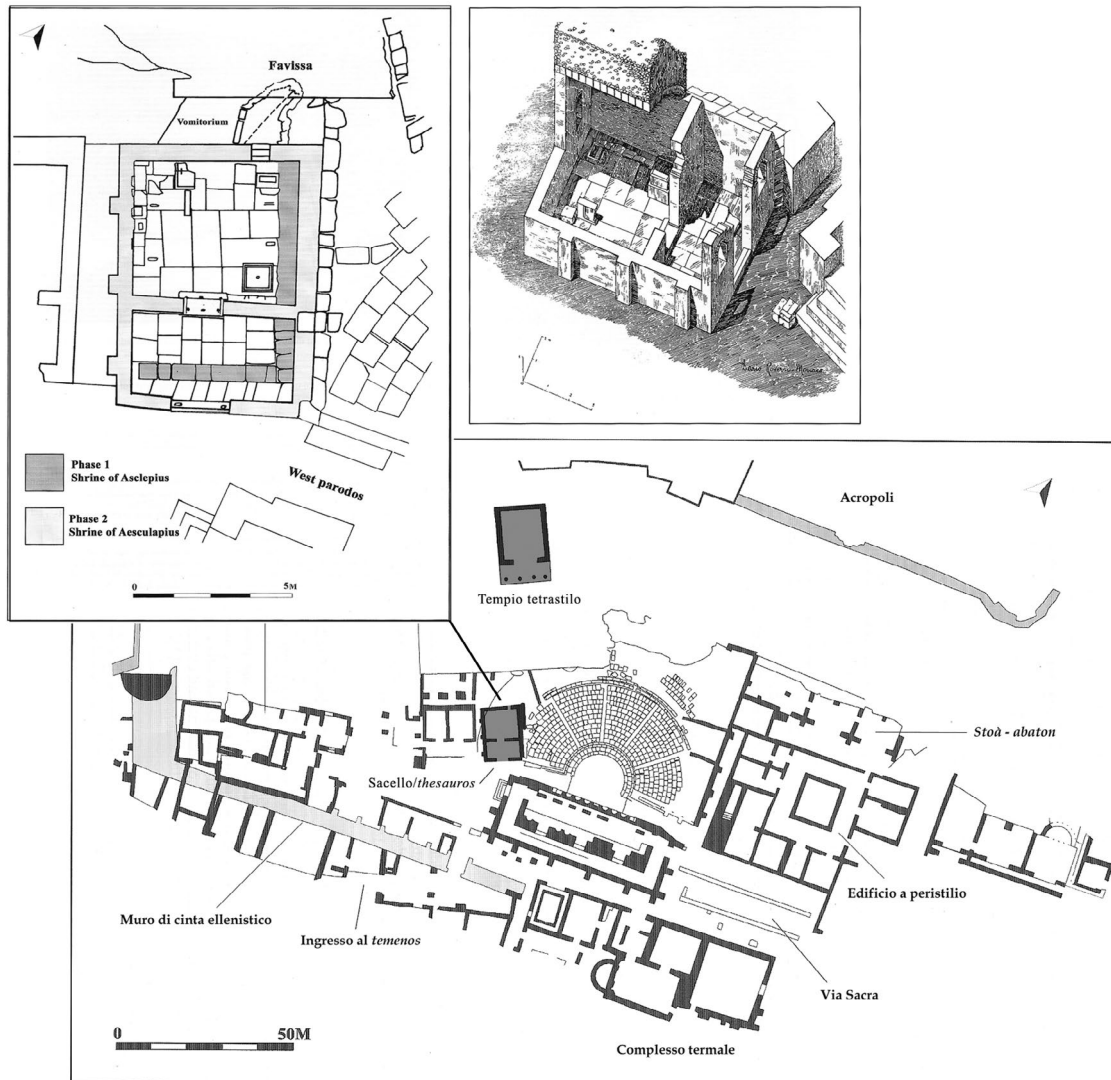 Favissa
Vomitorium
Phase 1
Shrine of Asclepius
Phase 2
Shrine of Aesculapius
West parodos
0 5M
Acropoli
Tempio tetrastilo
Stoà - abaton
Sacello/thesauros
Edificio a peristilio
Muro di cinta ellenistico
Ingresso al temenos
Via Sacra
0 50M
Complesso termale